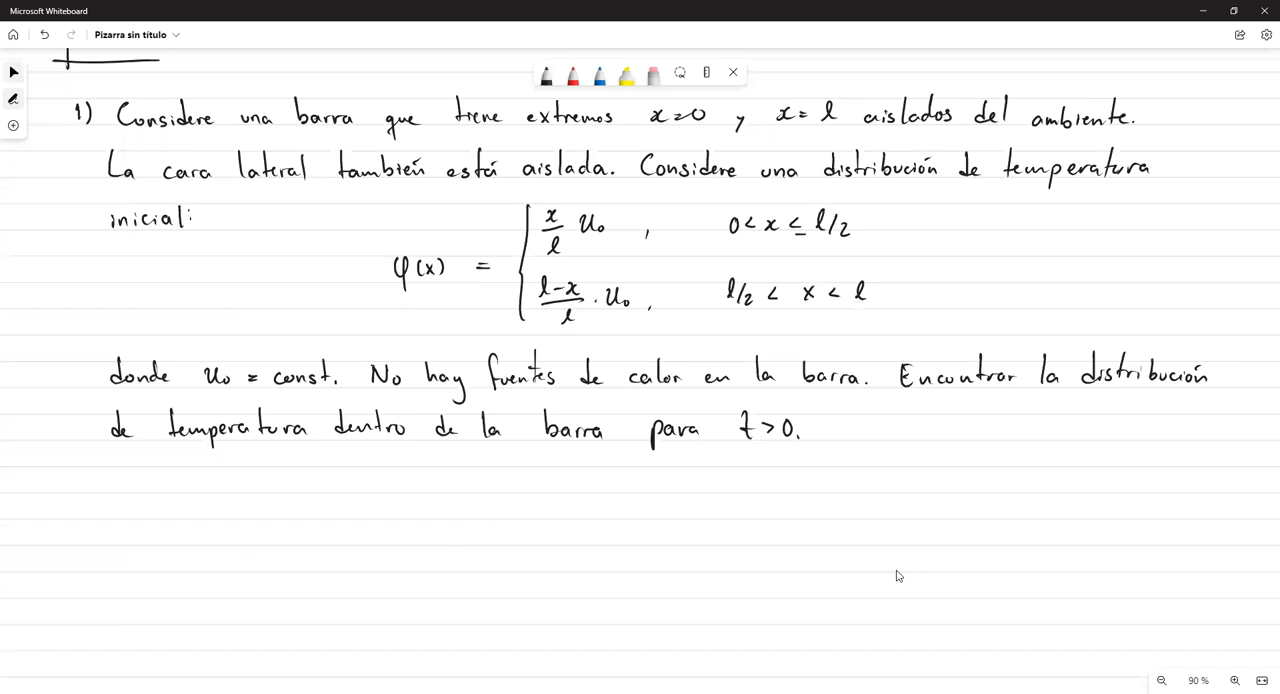 Microsoft Whiteboard
Pizarra sin título
1) Considere una barra que tiene extremos x=0 y x=l aislados del ambiente.
La cara lateral también está aislada. Considere una distribución de temperatura
inicial:
φ(x) = { x/l u₀ , 0 < x ≤ l/2
l-x/l · u₀ , l/2 < x < l
donde u₀ = const. No hay fuentes de calor en la barra. Encontrar la distribución
de temperatura dentro de la barra para t > 0.
90 %